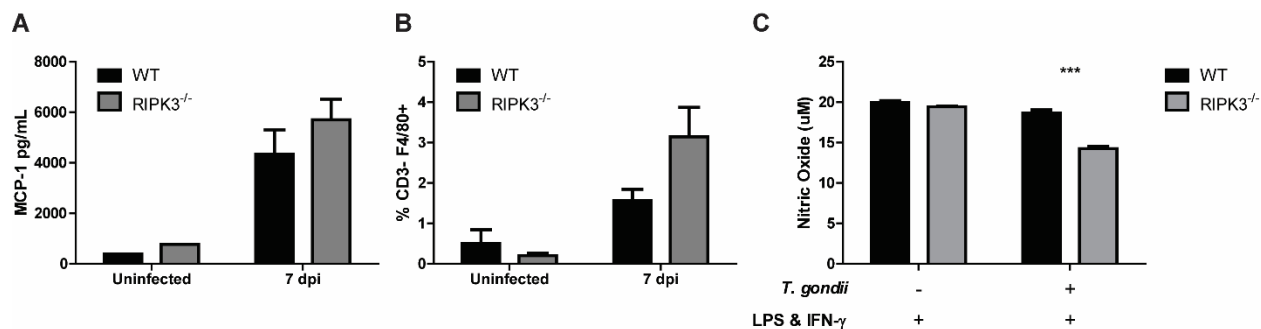 A
MCP-1 pg/mL
8000
6000
4000
2000
0
WT
RIPK3-/-
Uninfected
7 dpi
B
% CD3- F4/80+
5
4
3
2
1
0
WT
RIPK3-/-
Uninfected
7 dpi
C
Nitric Oxide (uM)
25
20
15
10
5
0
***
WT
RIPK3-/-
T. gondii - +
LPS & IFN-γ + +